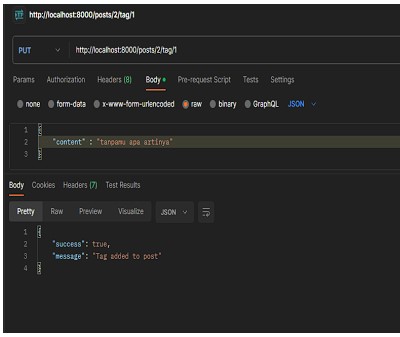 http://localhost:8000/posts/2/tag/1
PUT http://localhost:8000/posts/2/tag/1
Params Authorization Headers (8) Body Pre-request Script Tests Settings
none form-data x-www-form-urlencoded raw binary GraphQL JSON
1 {
2 "content" : "tanpamu apa artinya"
3 }
Body Cookies Headers (7) Test Results
Pretty Raw Preview Visualize JSON
1 {
2 "success": true,
3 "message": "Tag added to post"
4 }